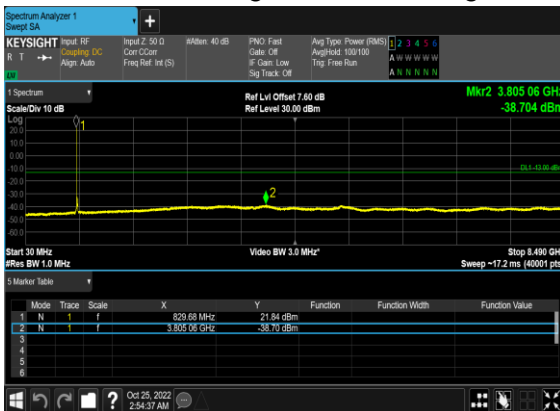 Spectrum Analyzer 1
Swept SA
+
KEYSIGHT Input: RF Input Z: 50 Ω #Atten: 40 dB PNO: Fast Avg Type: Power (RMS) 1 2 3 4 5 6
R T Coupling: DC Corr CCorr Gate: Off Avg|Hold: 100/100 A W W W W W
Align: Auto Freq Ref: Int (S) IF Gain: Low Trig: Free Run
LV Sig Track: Off A N N N N N
1 Spectrum Ref Lvl Offset 7.60 dB Mkr2 3.805 06 GHz
Scale/Div 10 dB Ref Level 30.00 dBm -38.704 dBm
Log
20.0
10.0
0.00
-10.0
-20.0
-30.0
-40.0
-50.0
-60.0
1
DL1 -13.00 dBm
2
Start 30 MHz Video BW 3.0 MHz* Stop 8.490 GH
#Res BW 1.0 MHz Sweep ~17.2 ms (40001 pts
5 Marker Table
Mode Trace Scale X Y Function Function Width Function Value
1 N 1 f 829.68 MHz 21.84 dBm
2 N 1 f 3.805 06 GHz -38.70 dBm
3
4
5
6
? Oct 25, 2022
2:54:37 AM